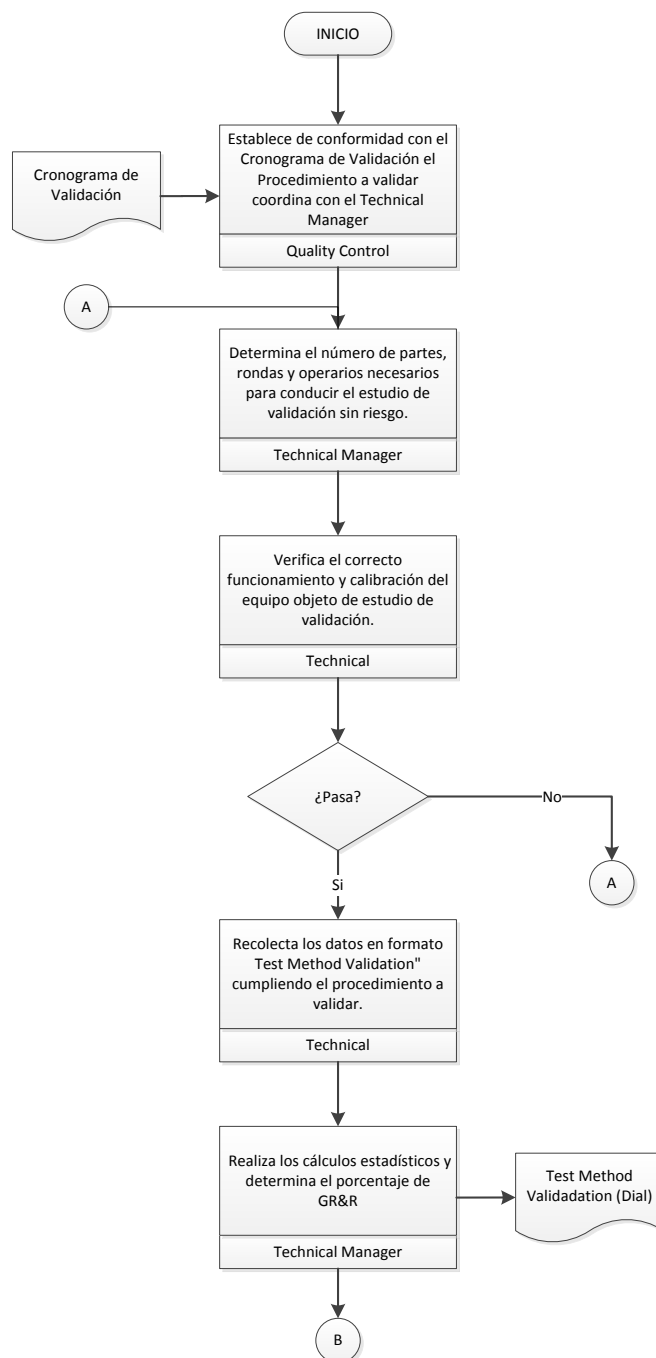 INICIO
Establece de conformidad con el
Cronograma de Validación el
Procedimiento a validar
coordina con el Technical
Manager
Quality Control
Cronograma de
Validación
A
Determina el número de partes,
rondas y operarios necesarios
para conducir el estudio de
validación sin riesgo.
Technical Manager
Verifica el correcto
funcionamiento y calibración del
equipo objeto de estudio de
validación.
Technical
¿Pasa?
No
A
Si
Recolecta los datos en formato
Test Method Validation"
cumpliendo el procedimiento a
validar.
Technical
Realiza los cálculos estadísticos y
determina el porcentaje de
GR&R
Technical Manager
Test Method
Validadation (Dial)
B